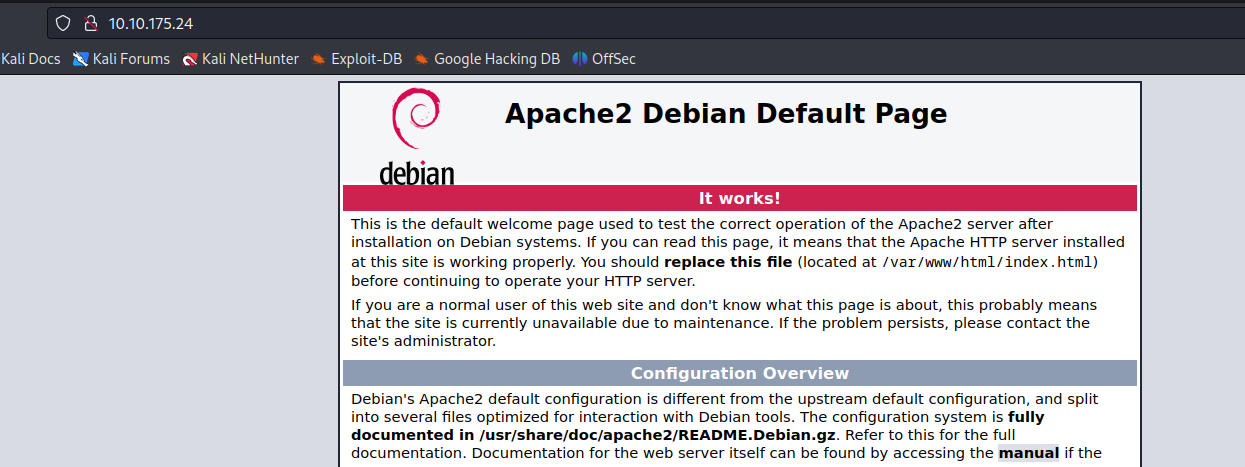 10.10.175.24
Kali Docs Kali Forums Kali NetHunter Exploit-DB Google Hacking DB OffSec
debian
Apache2 Debian Default Page
It works!
This is the default welcome page used to test the correct operation of the Apache2 server after
installation on Debian systems. If you can read this page, it means that the Apache HTTP server installed
at this site is working properly. You should replace this file (located at /var/www/html/index.html)
before continuing to operate your HTTP server.
If you are a normal user of this web site and don't know what this page is about, this probably means
that the site is currently unavailable due to maintenance. If the problem persists, please contact the
site's administrator.
Configuration Overview
Debian's Apache2 default configuration is different from the upstream default configuration, and split
into several files optimized for interaction with Debian tools. The configuration system is fully
documented in /usr/share/doc/apache2/README.Debian.gz. Refer to this for the full
documentation. Documentation for the web server itself can be found by accessing the manual if the